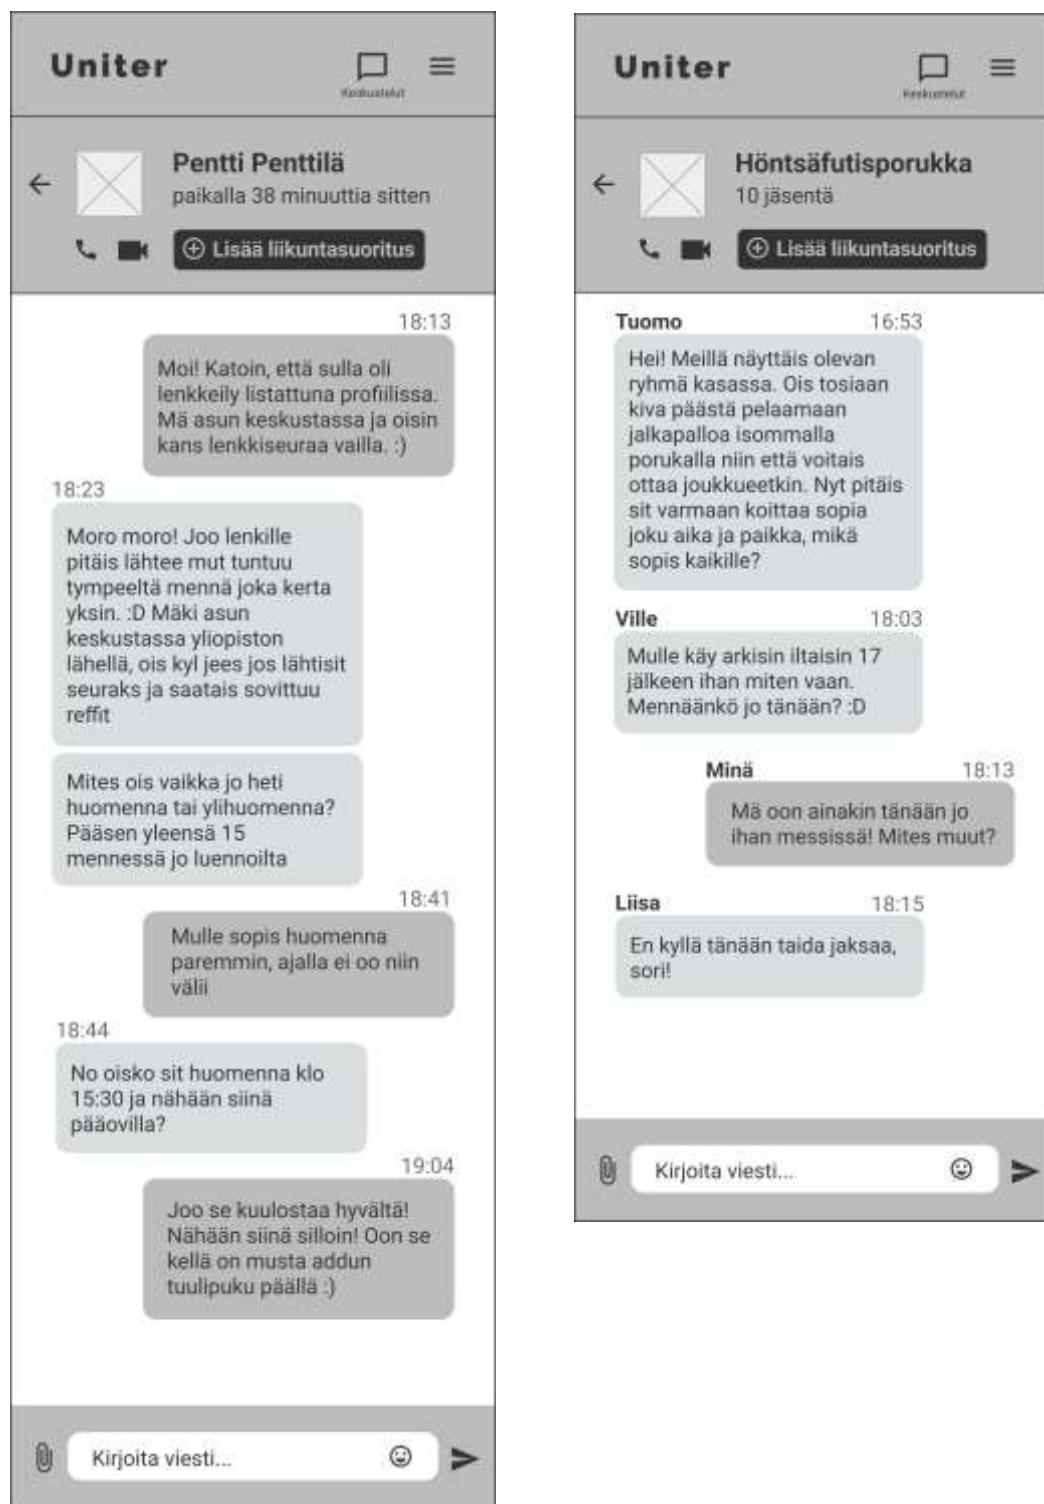 Uniter
Keskustelut
Pentti Penttilä
paikalla 38 minuuttia sitten
Lisää liikuntasuoritus
18:13
Moi! Katoin, että sulla oli
lenkkeily listattuna profiilissa.
Mä asun keskustassa ja oisin
kans lenkkiseuraa vailla. :)
18:23
Moro moro! Joo lenkille
pitäis lähtee mut tuntuu
tympeeltä mennä joka kerta
yksin. :D Mäki asun
keskustassa yliopiston
lähellä, ois kyl jees jos lähtisit
seuraks ja saatais sovittuu
reffit
Mites ois vaikka jo heti
huomenna tai ylihuomenna?
Pääsen yleensä 15
mennessä jo luennoilta
18:41
Mulle sopis huomenna
paremmin, ajalla ei oo niin
välii
18:44
No oisko sit huomenna klo
15:30 ja nähään siinä
pääovilla?
19:04
Joo se kuulostaa hyvältä!
Nähään siinä silloin! Oon se
kellä on musta addun
tuulipuku päällä :)
Kirjoita viesti...
Uniter
Keskustelut
Höntsäfutisporukka
10 jäsentä
Lisää liikuntasuoritus
Tuomo 16:53
Hei! Meillä näyttäis olevan
ryhmä kasassa. Ois tosiaan
kiva päästä pelaamaan
jalkapalloa isommalla
porukalla niin että voitais
ottaa joukkueetkin. Nyt pitäis
sit varmaan koittaa sopia
joku aika ja paikka, mikä
sopis kaikille?
Ville 18:03
Mulle käy arkisin iltaisin 17
jälkeen ihan miten vaan.
Mennäänkö jo tänään? :D
Minä 18:13
Mä oon ainakin tänään jo
ihan messissä! Mites muut?
Liisa 18:15
En kyllä tänään taida jaksaa,
sori!
Kirjoita viesti...